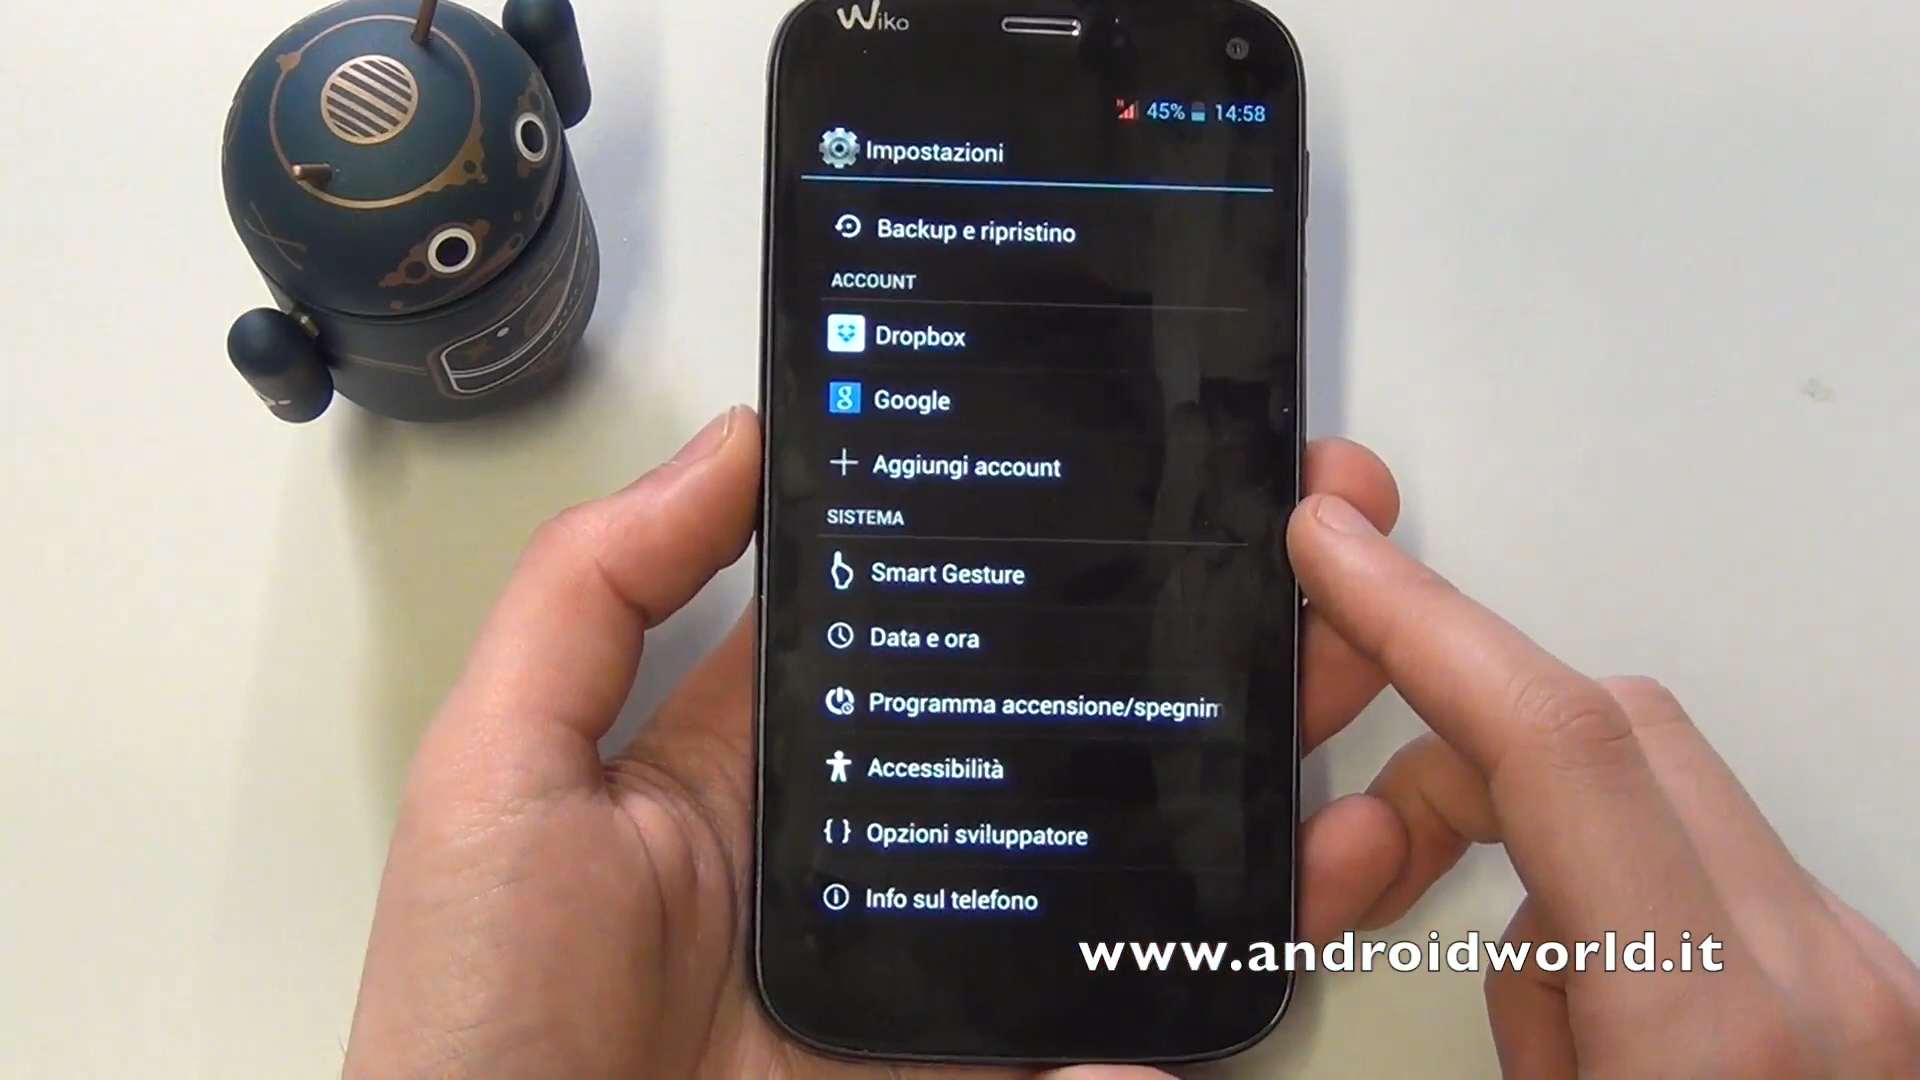 Wiko
45% 14:58
Impostazioni
Backup e ripristino
ACCOUNT
Dropbox
g Google
Aggiungi account
SISTEMA
Smart Gesture
Data e ora
Programma accensione/spegnim
Accessibilità
{ } Opzioni sviluppatore
Info sul telefono
www.androidworld.it